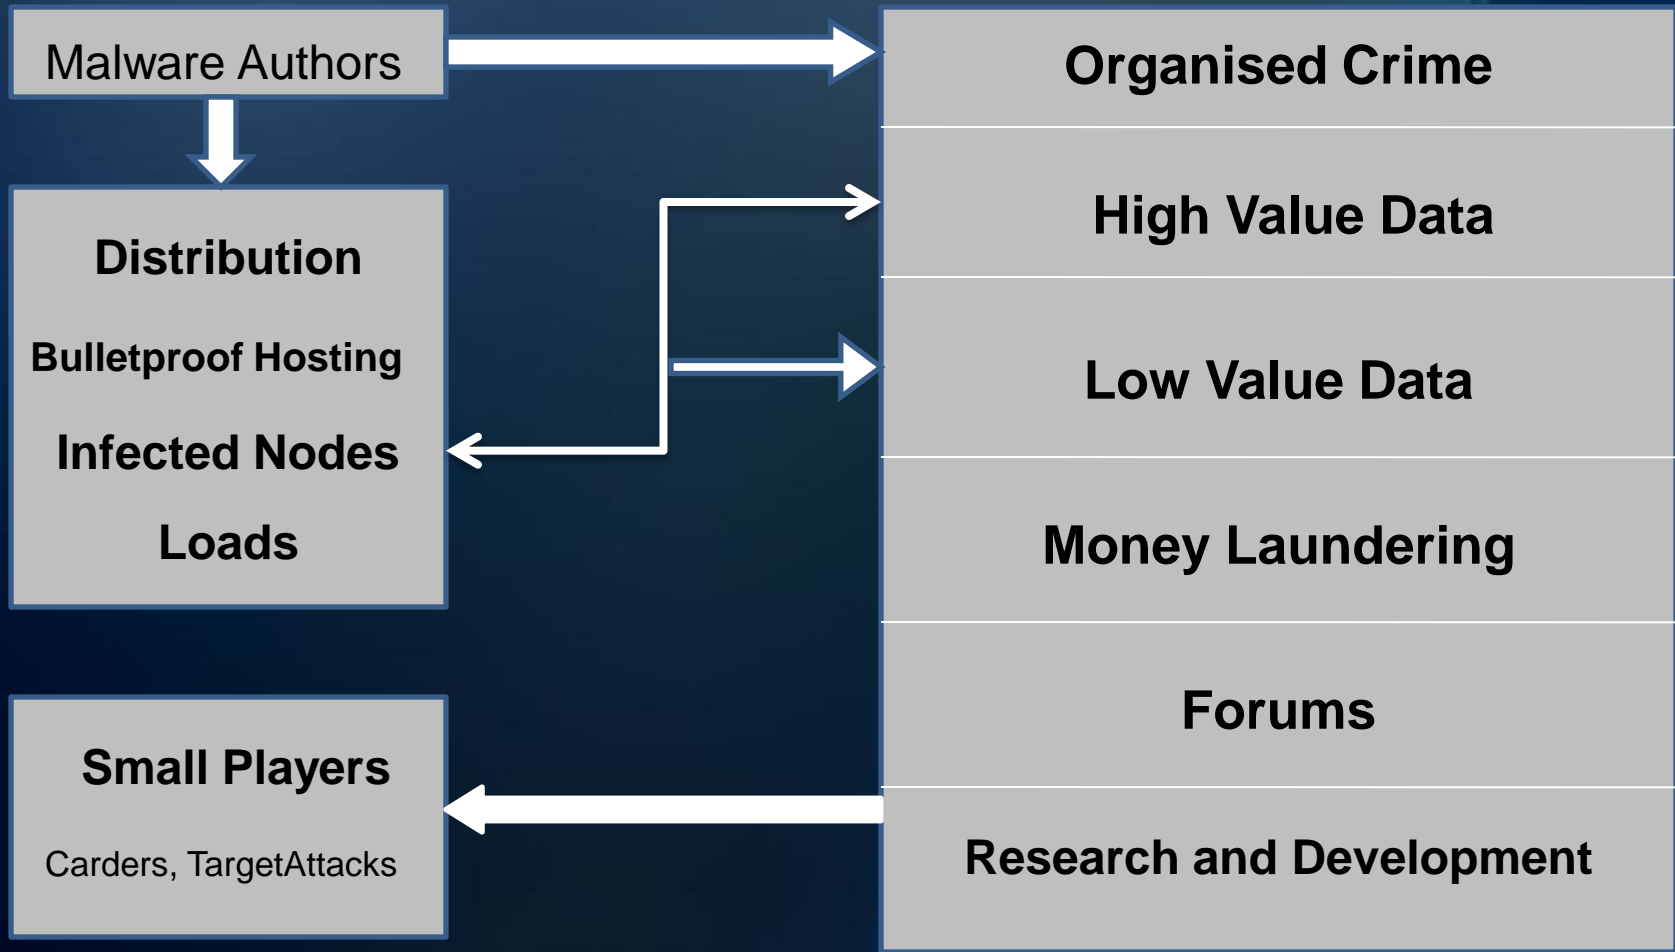 Malware Authors
Distribution
Bulletproof Hosting
Infected Nodes
Loads
Small Players
Carders, TargetAttacks
Organised Crime
High Value Data
Low Value Data
Money Laundering
Forums
Research and Development